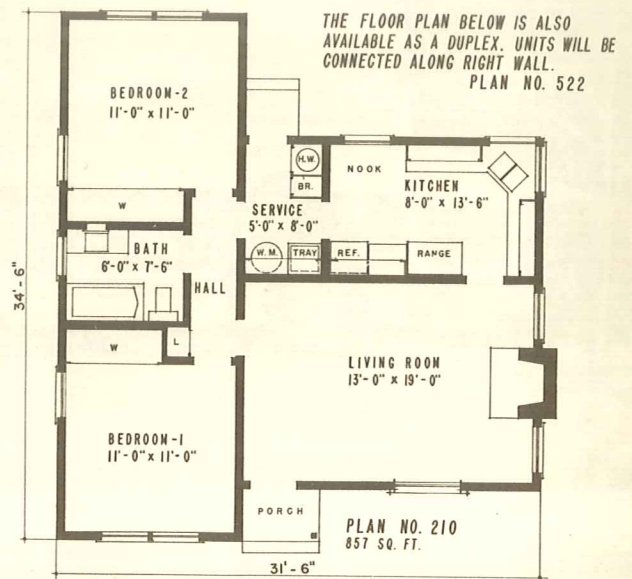 THE FLOOR PLAN BELOW IS ALSO
AVAILABLE AS A DUPLEX. UNITS WILL BE
CONNECTED ALONG RIGHT WALL.
PLAN NO. 522
BEDROOM-2
11'-0" x 11'-0"
H.W.
BR.
NOOK
KITCHEN
8'-0" x 13'-6"
W
SERVICE
5'-0" x 8'-0"
BATH
6'-0" x 7'-6"
W.M.
TRAY
REF.
RANGE
HALL
34'-6"
L
W
LIVING ROOM
13'-0" x 19'-0"
BEDROOM-1
11'-0" x 11'-0"
PORCH
PLAN NO. 210
857 SQ. FT.
31'-6"